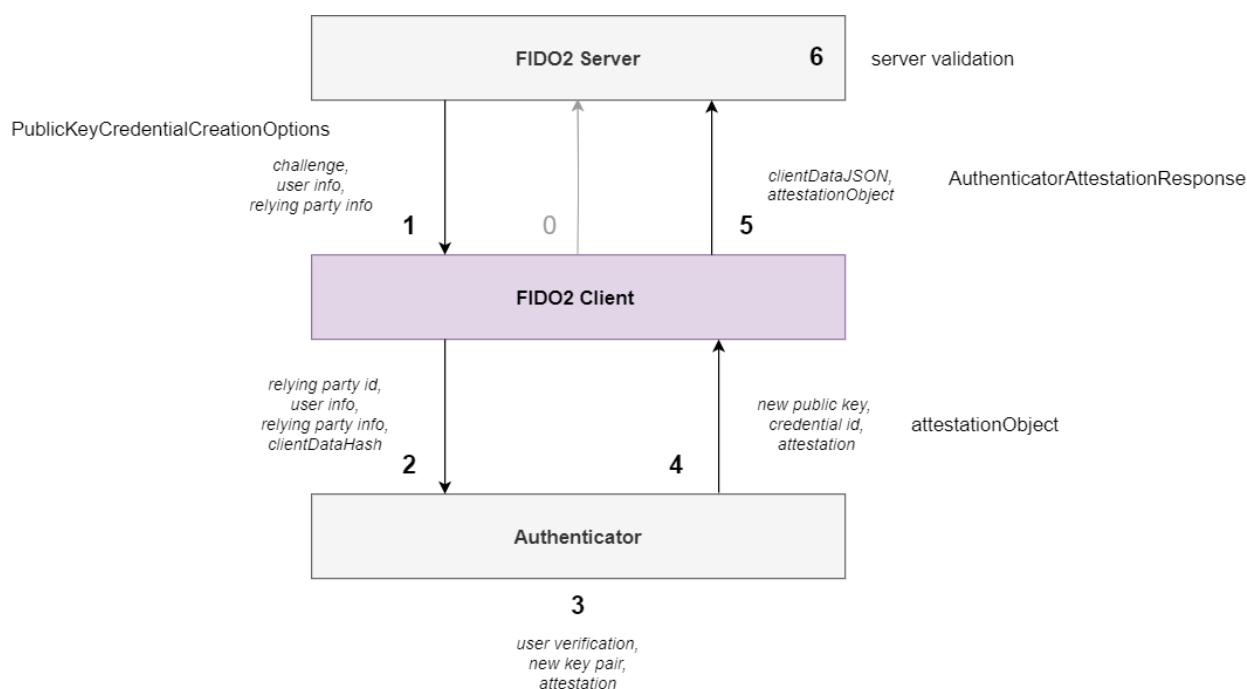 FIDO2 Server
6
server validation
PublicKeyCredentialCreationOptions
challenge,
user info,
relying party info
1
0
5
clientDataJSON,
attestationObject
AuthenticatorAttestationResponse
FIDO2 Client
relying party id,
user info,
relying party info,
clientDataHash
2
4
new public key,
credential id,
attestation
attestationObject
Authenticator
3
user verification,
new key pair,
attestation